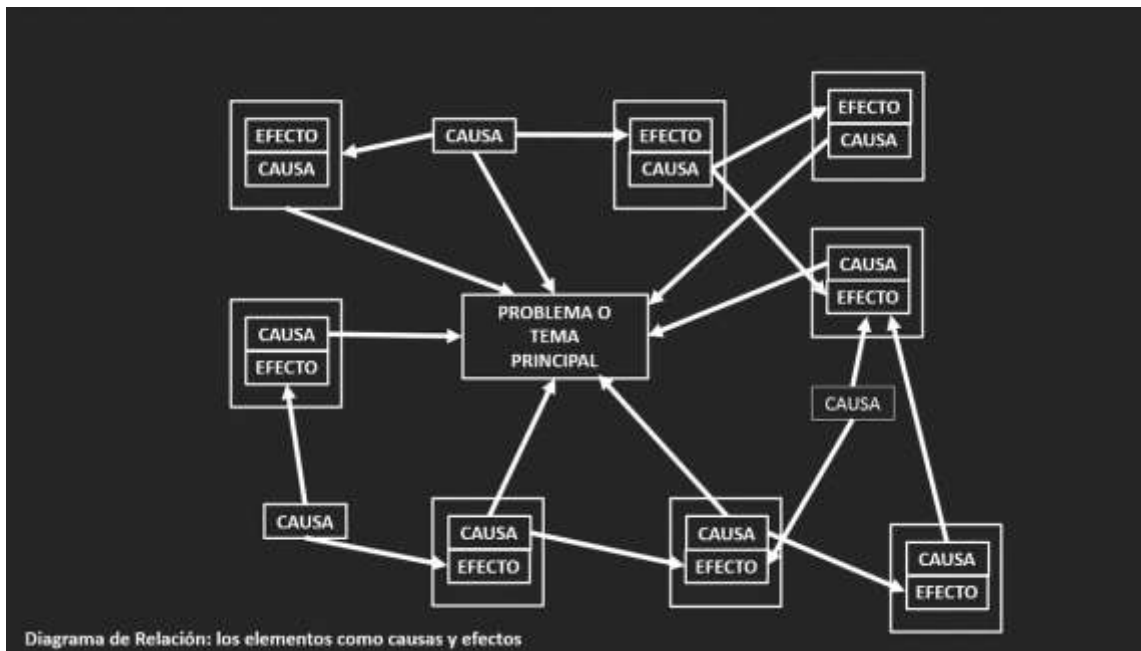 EFECTO
CAUSA
CAUSA
EFECTO
CAUSA
EFECTO
CAUSA
CAUSA
EFECTO
PROBLEMA O
TEMA
PRINCIPAL
CAUSA
EFECTO
CAUSA
CAUSA
CAUSA
EFECTO
CAUSA
EFECTO
CAUSA
EFECTO
Diagrama de Relación: los elementos como causas y efectos